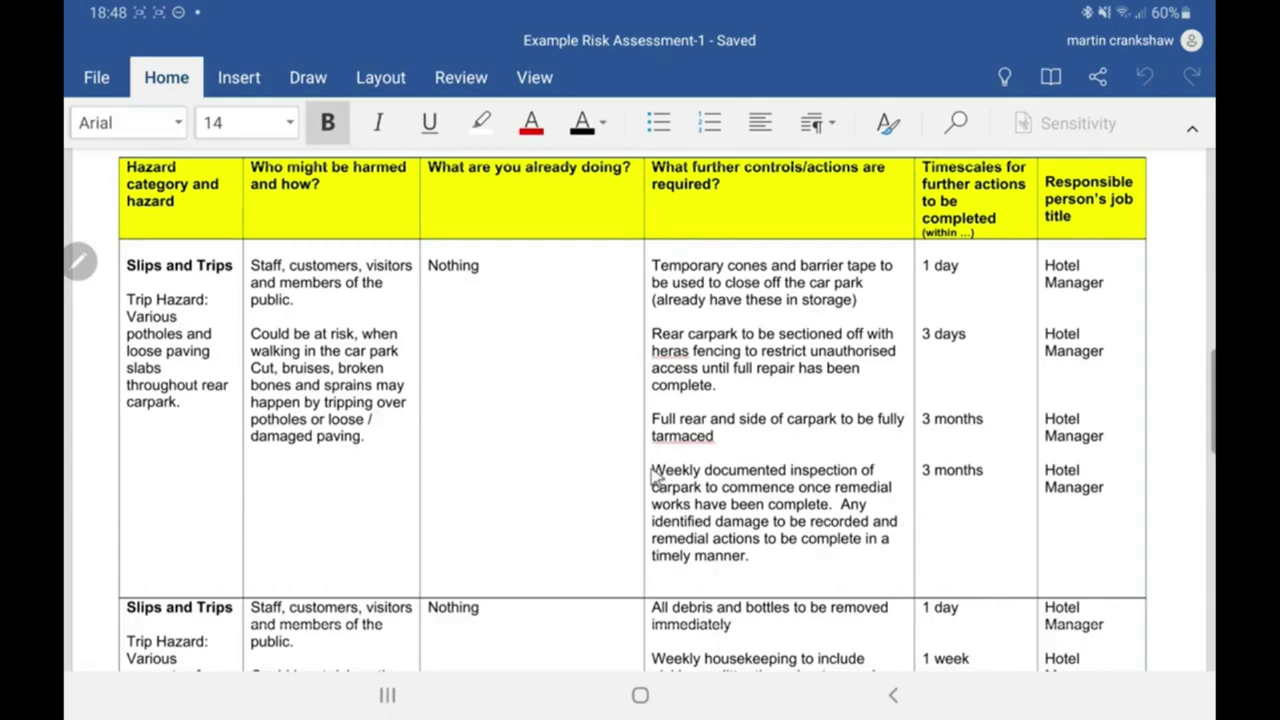 18:48
60%
Example Risk Assessment-1 - Saved
martin crankshaw
File
Home
Insert
Draw
Layout
Review
View
Arial
14
B
I
U
A
A
Sensitivity
Hazard
category and
hazard
Who might be harmed
and how?
What are you already doing?
What further controls/actions are
required?
Timescales for
further actions
to be
completed
(within ...)
Responsible
person's job
title
Slips and Trips
Trip Hazard:
Various
potholes and
loose paving
slabs
throughout rear
carpark.
Staff, customers, visitors
and members of the
public.
Could be at risk, when
walking in the car park
Cut, bruises, broken
bones and sprains may
happen by tripping over
potholes or loose /
damaged paving.
Nothing
Temporary cones and barrier tape to
be used to close off the car park
(already have these in storage)
1 day
Hotel
Manager
Rear carpark to be sectioned off with
heras fencing to restrict unauthorised
access until full repair has been
complete.
3 days
Hotel
Manager
Full rear and side of carpark to be fully
tarmaced
3 months
Hotel
Manager
Weekly documented inspection of
carpark to commence once remedial
works have been complete. Any
identified damage to be recorded and
remedial actions to be complete in a
timely manner.
3 months
Hotel
Manager
Slips and Trips
Trip Hazard:
Various
Staff, customers, visitors
and members of the
public.
Nothing
All debris and bottles to be removed
immediately
1 day
Hotel
Manager
Weekly housekeeping to include
1 week
Hotel